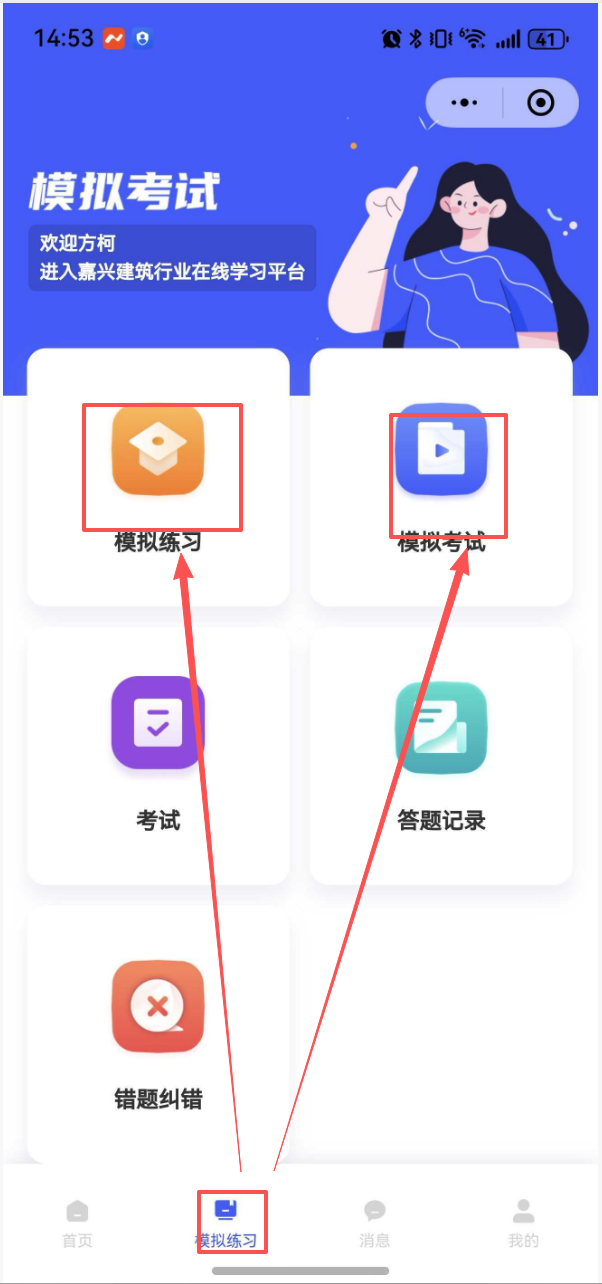 14:53
6+
41
模拟考试
欢迎方柯
进入嘉兴建筑行业在线学习平台
模拟练习
模拟考试
考试
答题记录
错题纠错
首页
模拟练习
消息
我的